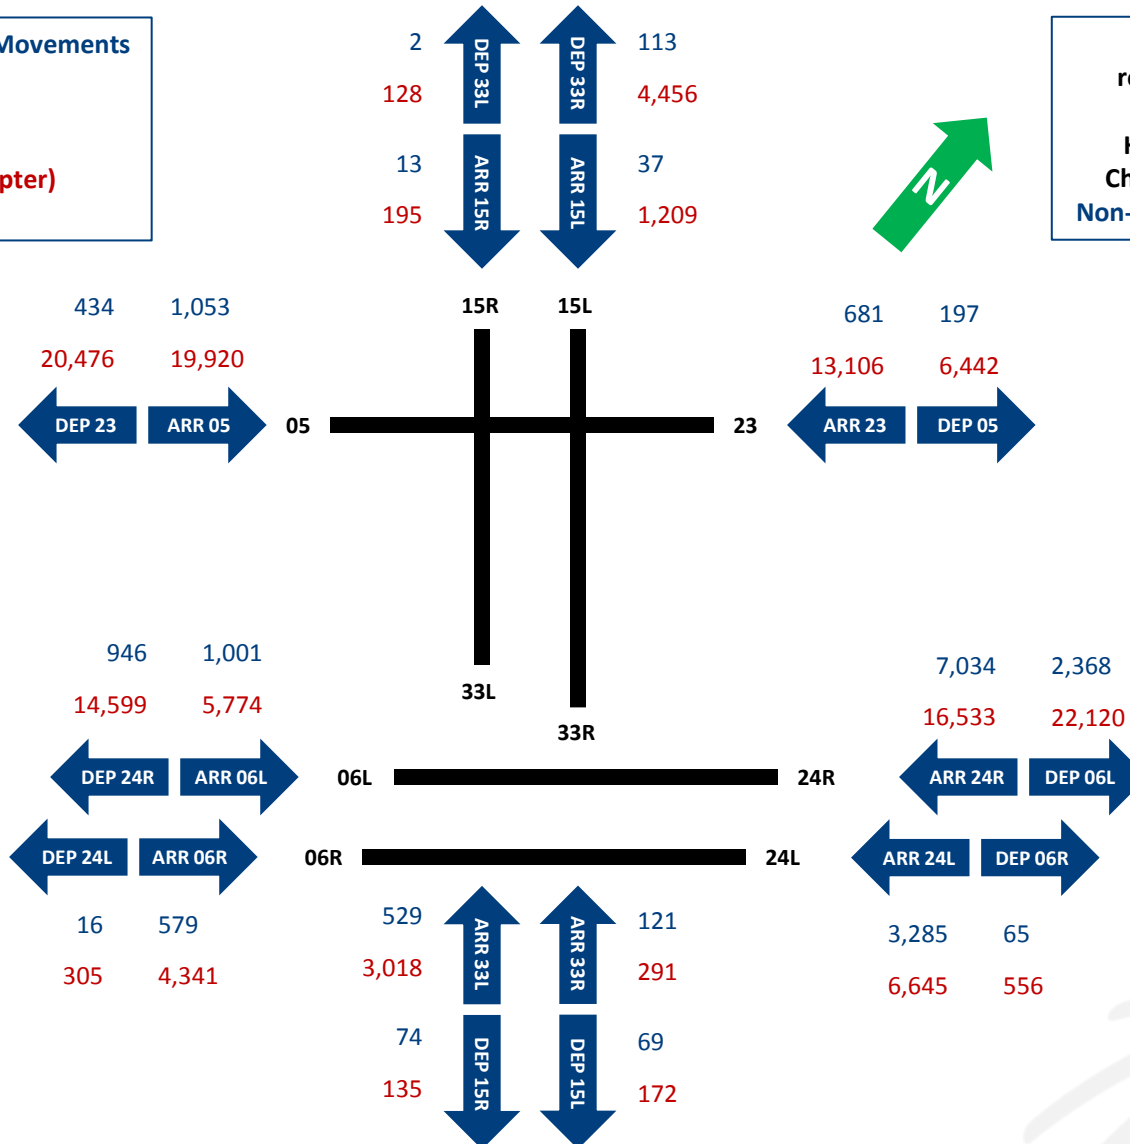 Movements
2
113
128
4,456
DEP 33L
DEP 33R
13
37
195
1,209
ARR 15R
ARR 15L
N
Non-
434 1,053
20,476 19,920
DEP 23 ARR 05
15R 15L
05
23
681 197
13,106 6,442
ARR 23 DEP 05
33L
33R
946 1,001
14,599 5,774
DEP 24R ARR 06L
06L
24R
7,034 2,368
16,533 22,120
ARR 24R DEP 06L
DEP 24L ARR 06R
06R
24L
ARR 24L DEP 06R
16 579
305 4,341
529
121
3,018
291
ARR 33L
ARR 33R
3,285 65
6,645 556
74
69
135
172
DEP 15R
DEP 15L